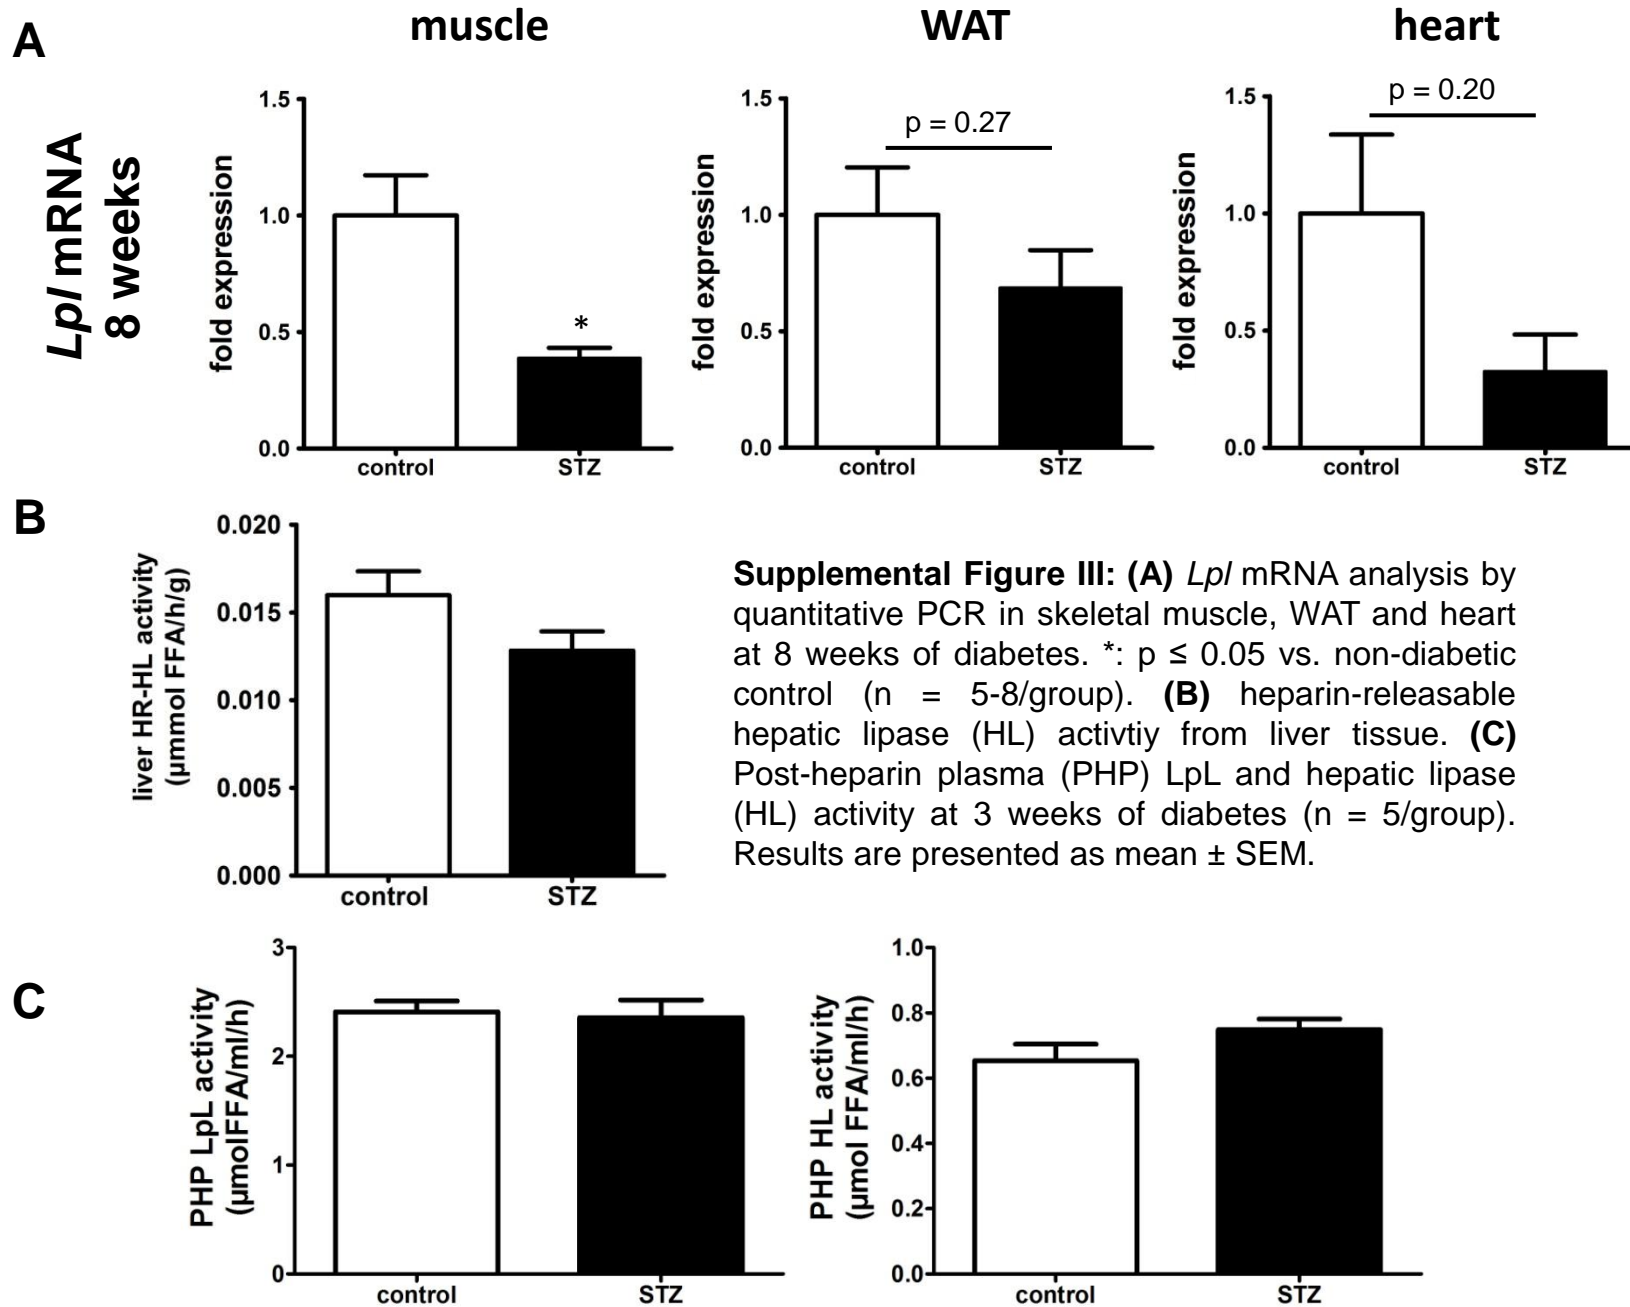 A
muscle
WAT
heart
Lpl mRNA
8 weeks
fold expression
1.5
1.0
0.5
0.0
*
control
STZ
fold expression
1.5
1.0
0.5
0.0
p = 0.27
control
STZ
fold expression
1.5
1.0
0.5
0.0
p = 0.20
control
STZ
B
liver HR-HL activity
(µmmol FFA/h/g)
0.020
0.015
0.010
0.005
0.000
control
STZ
Supplemental Figure III: (A) Lpl mRNA analysis by
quantitative PCR in skeletal muscle, WAT and heart
at 8 weeks of diabetes. *: p ≤ 0.05 vs. non-diabetic
control (n = 5-8/group). (B) heparin-releasable
hepatic lipase (HL) activtiy from liver tissue. (C)
Post-heparin plasma (PHP) LpL and hepatic lipase
(HL) activity at 3 weeks of diabetes (n = 5/group).
Results are presented as mean ± SEM.
C
PHP LpL activity
(µmolFFA/ml/h)
3
2
1
0
control
STZ
PHP HL activity
(µmol FFA/ml/h)
1.0
0.8
0.6
0.4
0.2
0.0
control
STZ